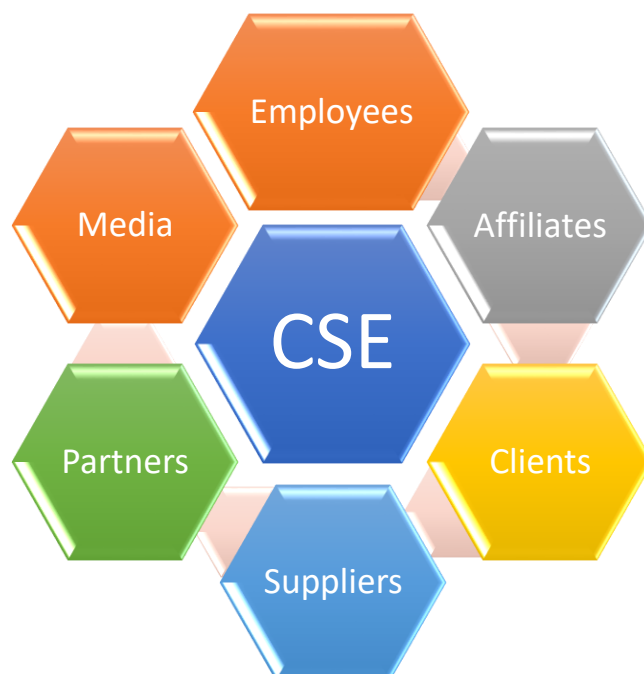 Employees
Media
Affiliates
CSE
Partners
Clients
Suppliers